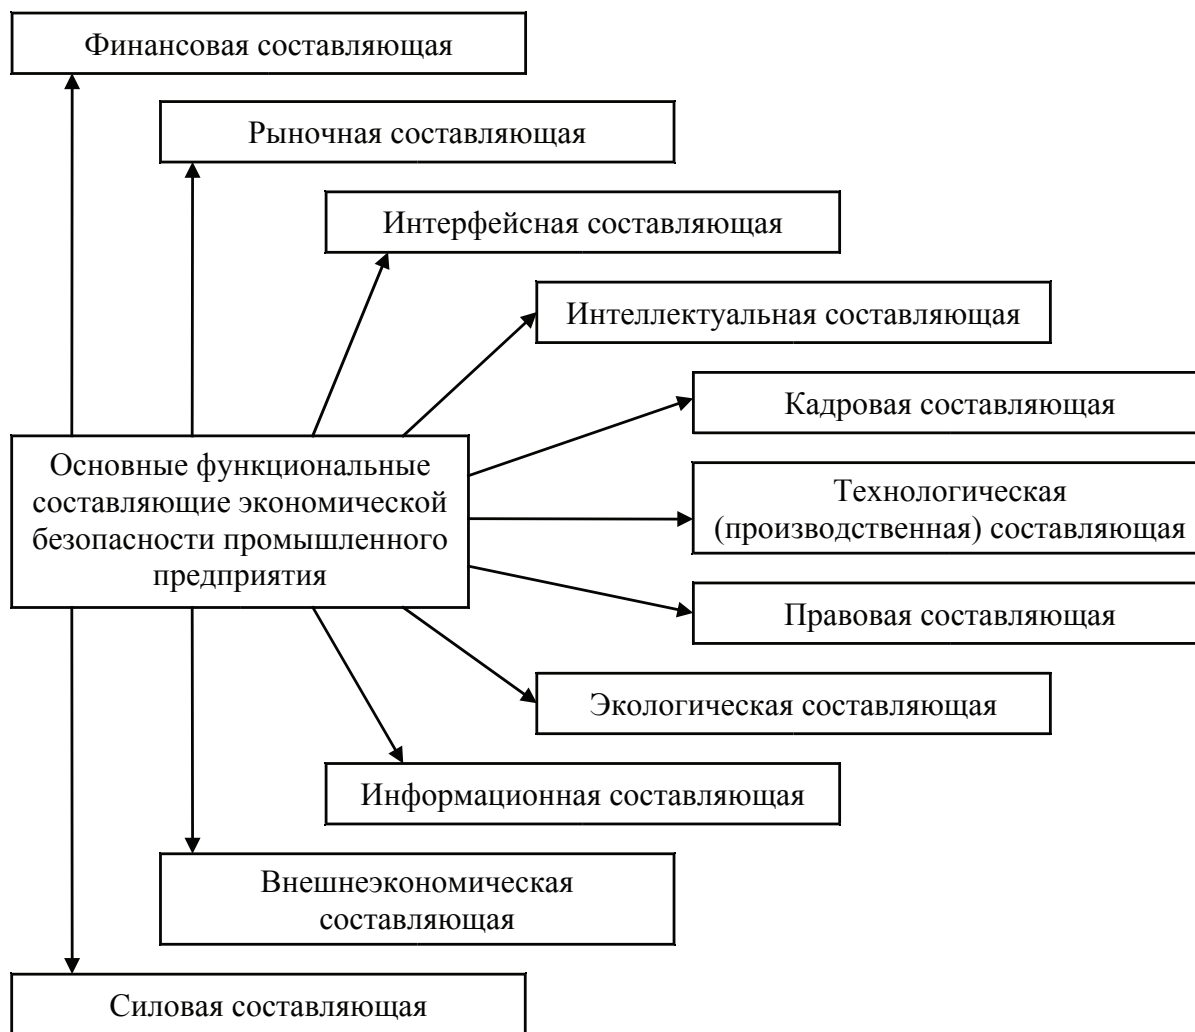 Финансовая составляющая
Рыночная составляющая
Интерфейсная составляющая
Интеллектуальная составляющая
Кадровая составляющая
Основные функциональные
составляющие экономической
безопасности промышленного
предприятия
Технологическая
(производственная) составляющая
Правовая составляющая
Экологическая составляющая
Информационная составляющая
Внешнеэкономическая
составляющая
Силовая составляющая